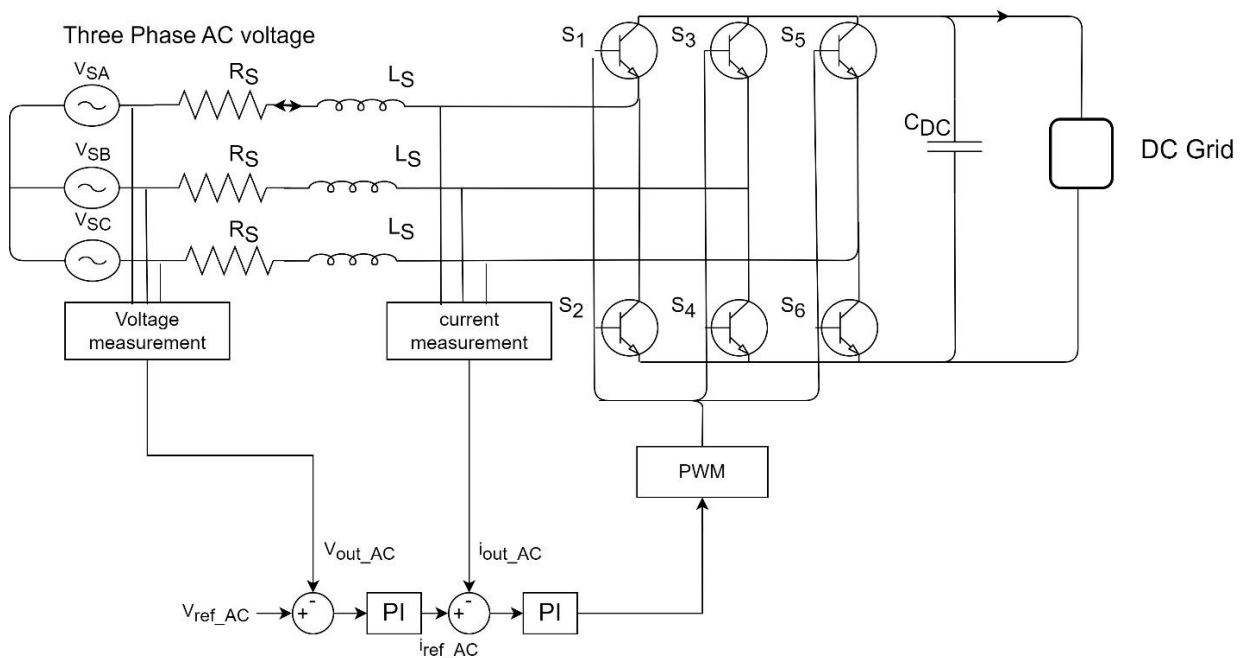 Three Phase AC voltage
VSA
RS
LS
VSB
RS
LS
VSC
RS
LS
S1
S3
S5
CDC
DC Grid
S2
S4
S6
Voltage
measurement
current
measurement
PWM
Vout_AC
iout_AC
Vref_AC
+
-
PI
iref_AC
+
-
PI